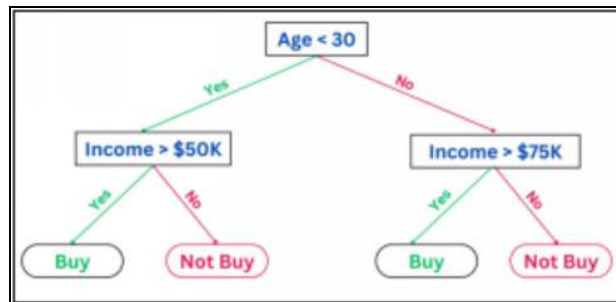 Age < 30
Yes
No
Income > $50K
Income > $75K
Yes
No
Yes
No
Buy
Not Buy
Buy
Not Buy